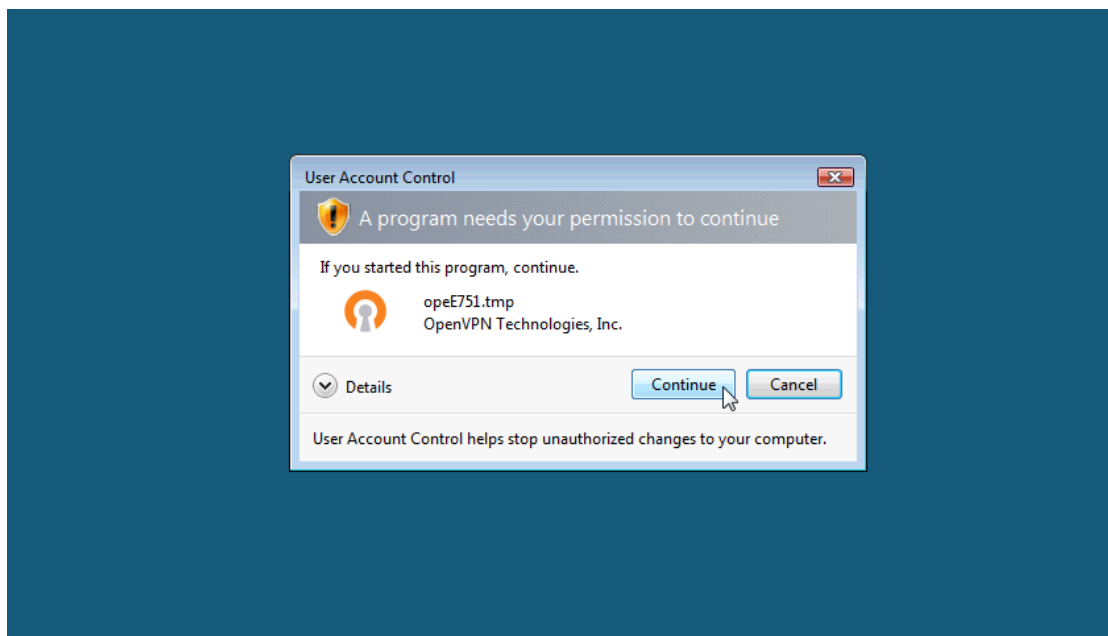 User Account Control
A program needs your permission to continue
If you started this program, continue.
opeE751.tmp
OpenVPN Technologies, Inc.
Details
Continue
Cancel
User Account Control helps stop unauthorized changes to your computer.